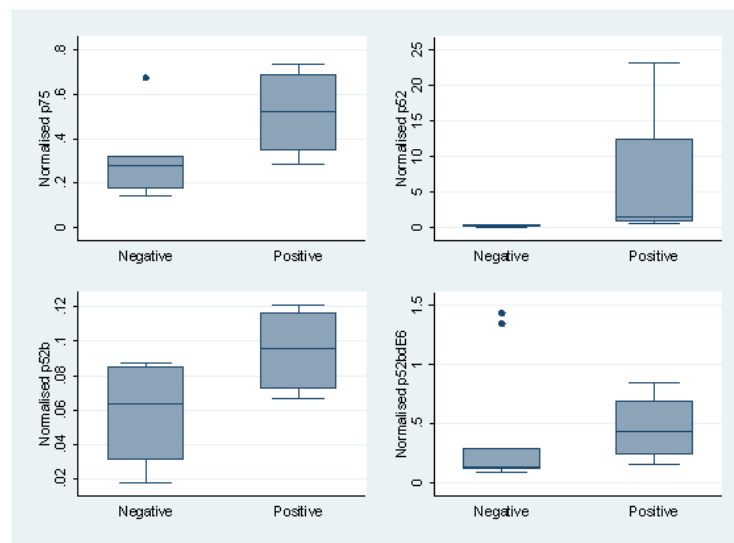 Normalised p75
0
.2
.4
.6
.8
Negative
Positive
Normalised p52
0
5
10
15
20
25
Negative
Positive
Normalised p52b
.02
.04
.06
.08
.1
.12
Negative
Positive
Normalised p52bdE6
0
.5
1
1.5
Negative
Positive